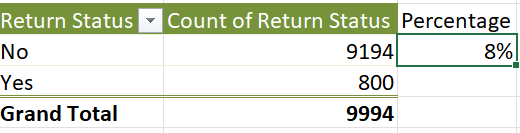 Return Status Count of Return Status Percentage
No 9194 8%
Yes 800
Grand Total 9994